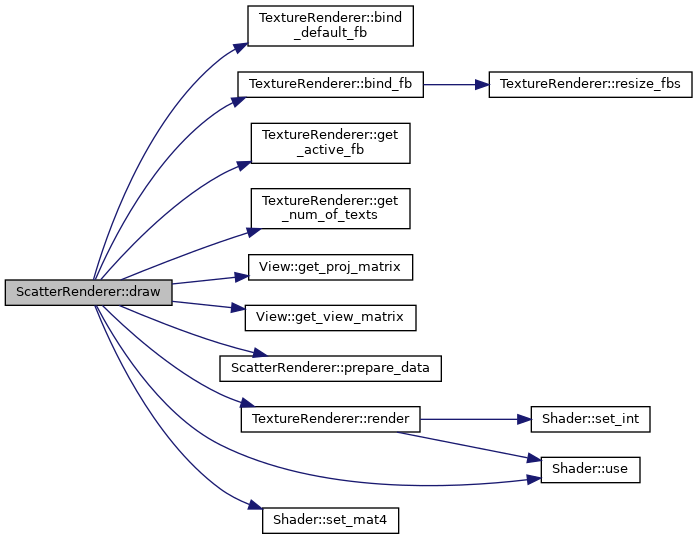 TextureRenderer::bind
_default_fb
TextureRenderer::bind_fb
TextureRenderer::resize_fbs
TextureRenderer::get
_active_fb
TextureRenderer::get
_num_of_texts
View::get_proj_matrix
ScatterRenderer::draw
View::get_view_matrix
ScatterRenderer::prepare_data
TextureRenderer::render
Shader::set_int
Shader::use
Shader::set_mat4